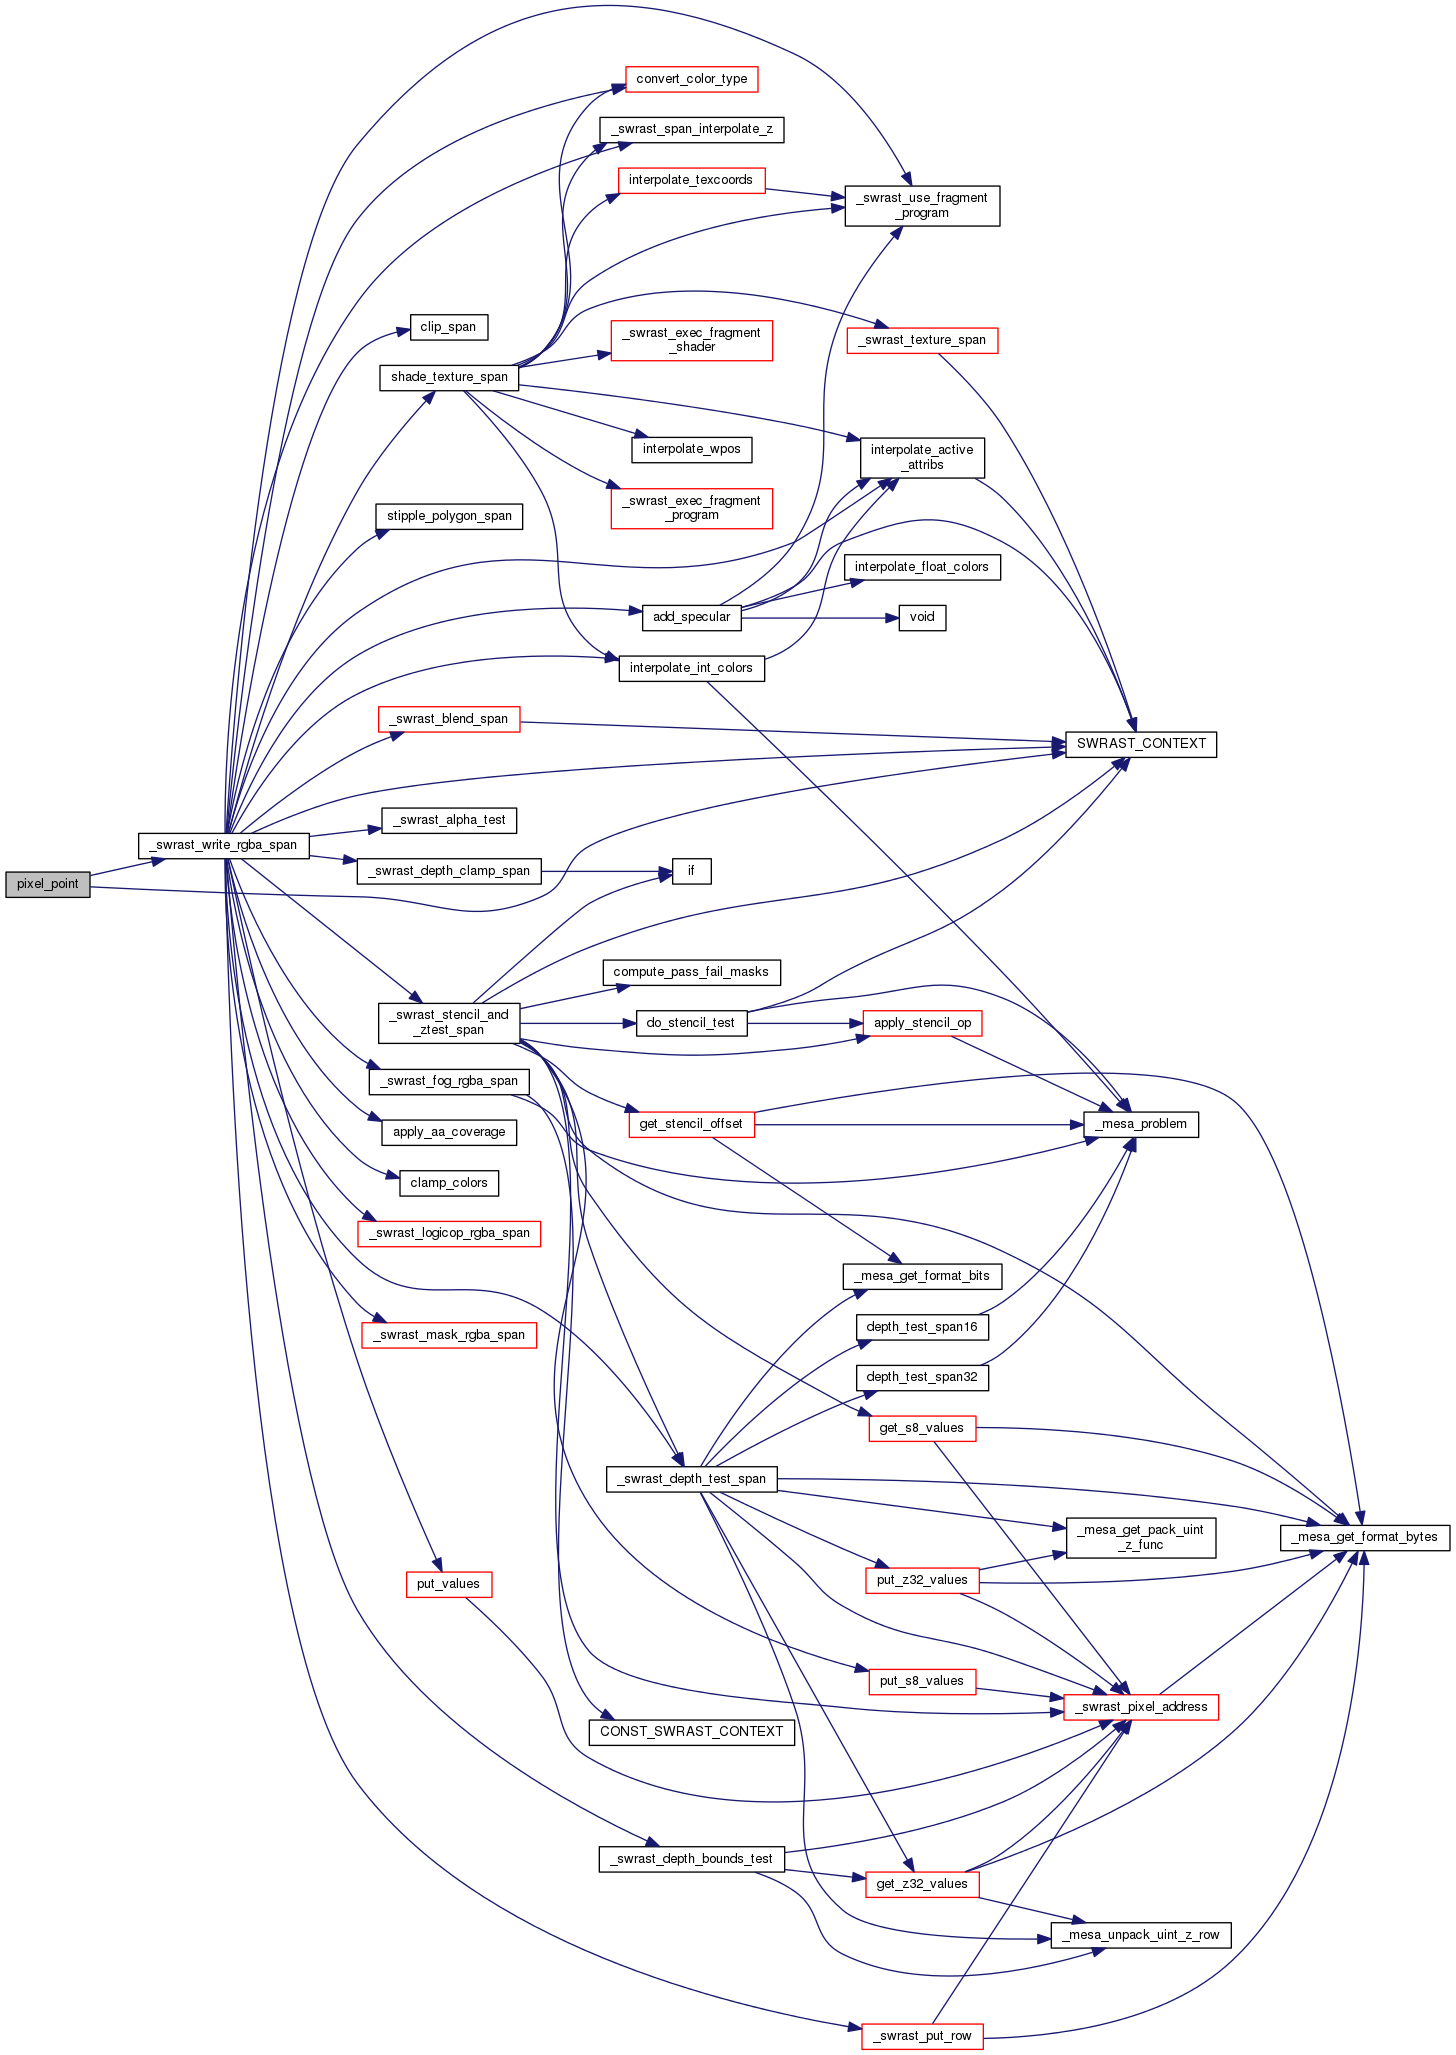 convert_color_type
_swrast_span_interpolate_z
interpolate_texcoords
_swrast_use_fragment
_program
clip_span
_swrast_exec_fragment
_shader
_swrast_texture_span
shade_texture_span
interpolate_wpos
interpolate_active
_attribs
stipple_polygon_span
_swrast_exec_fragment
_program
interpolate_float_colors
add_specular
void
interpolate_int_colors
_swrast_blend_span
SWRAST_CONTEXT
_swrast_alpha_test
_swrast_write_rgba_span
_swrast_depth_clamp_span
if
pixel_point
compute_pass_fail_masks
_swrast_stencil_and
_ztest_span
do_stencil_test
apply_stencil_op
_swrast_fog_rgba_span
get_stencil_offset
_mesa_problem
apply_aa_coverage
clamp_colors
_swrast_logicop_rgba_span
_mesa_get_format_bits
_swrast_mask_rgba_span
depth_test_span16
depth_test_span32
get_s8_values
_swrast_depth_test_span
_mesa_get_pack_uint
_z_func
_mesa_get_format_bytes
put_values
put_z32_values
put_s8_values
_swrast_pixel_address
CONST_SWRAST_CONTEXT
_swrast_depth_bounds_test
get_z32_values
_mesa_unpack_uint_z_row
_swrast_put_row